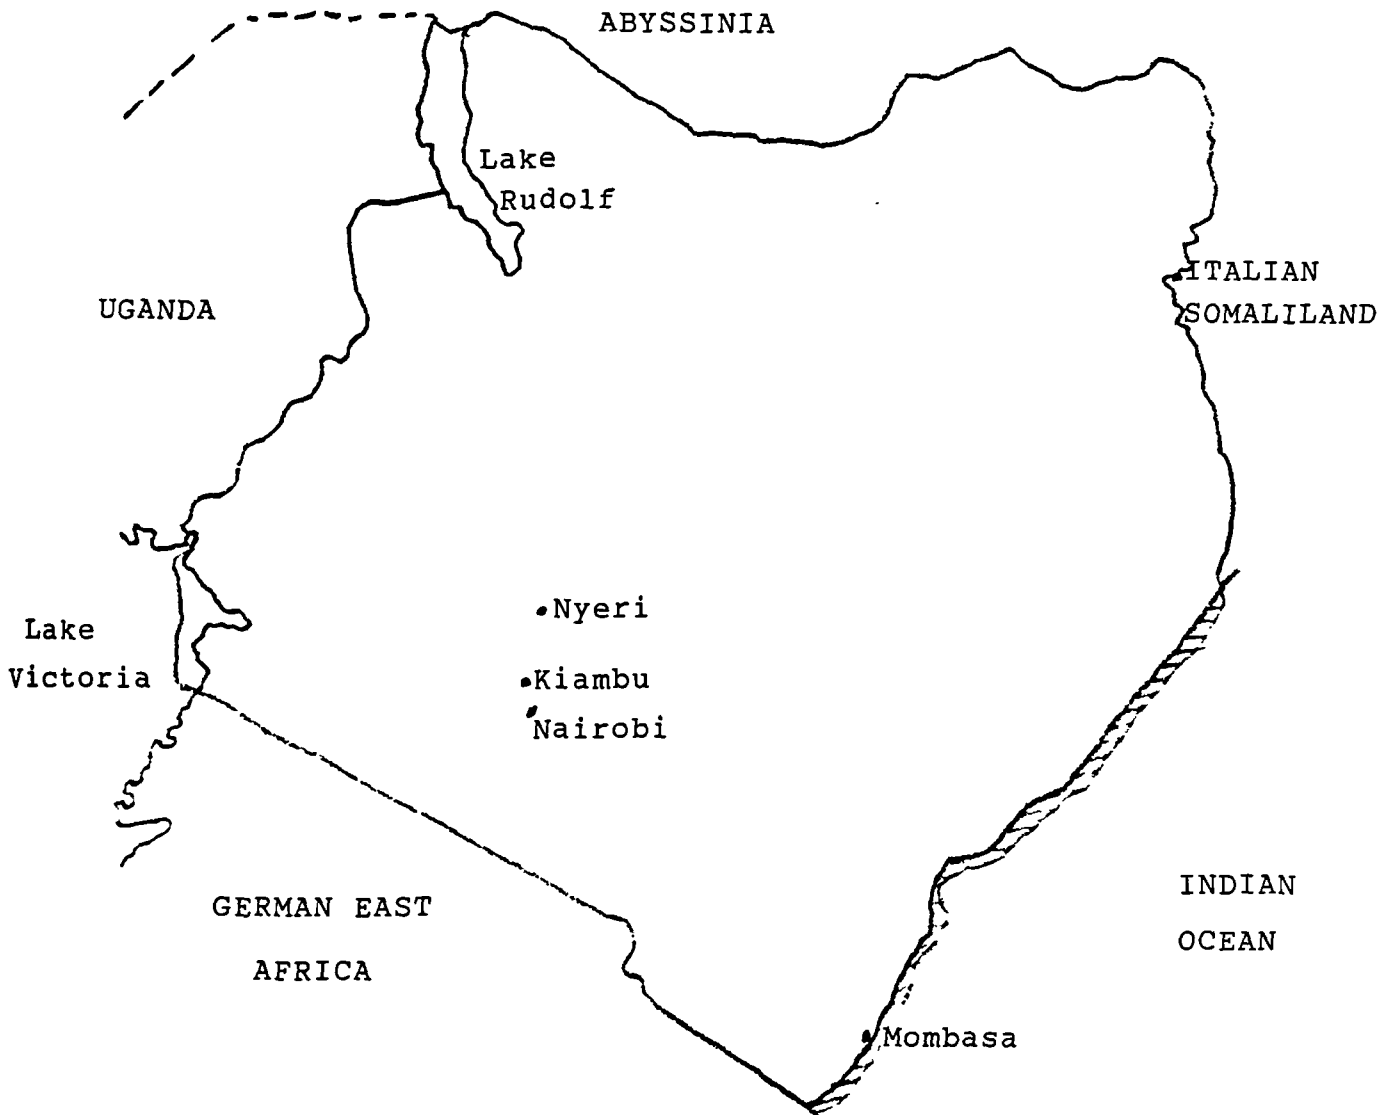 ABYSSINIA
Lake
Rudolf
ITALIAN
SOMALILAND
UGANDA
Nyeri
Lake
Victoria
Kiambu
Nairobi
GERMAN EAST
AFRICA
INDIAN
OCEAN
Mombasa